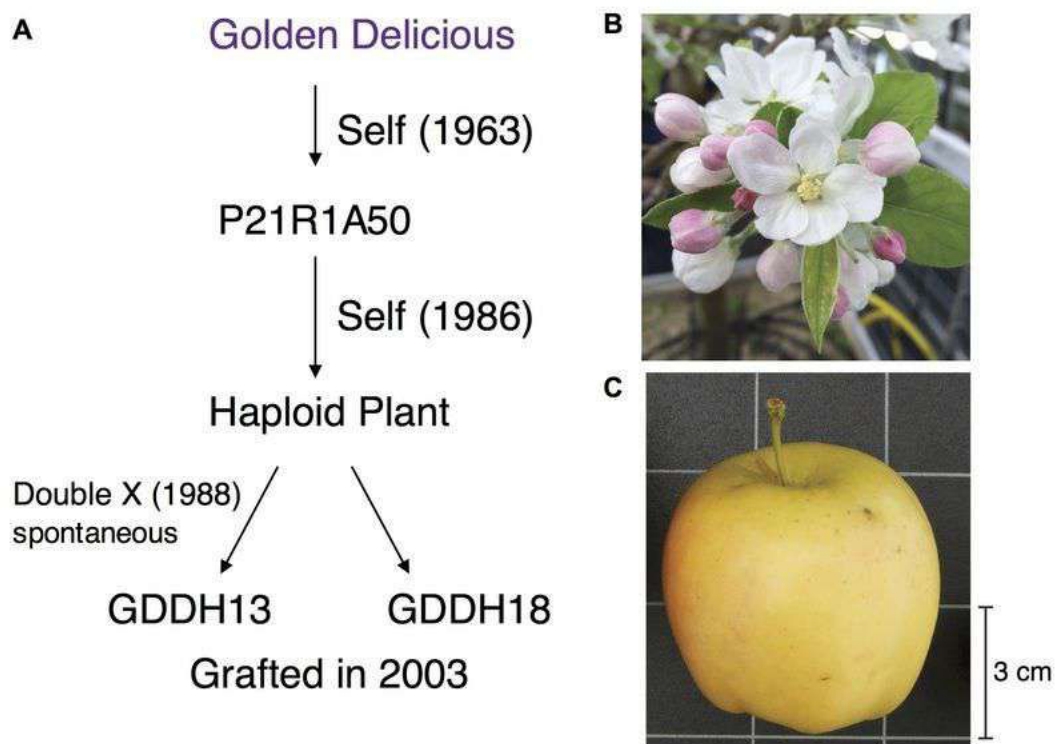 A
Golden Delicious
Self (1963)
P21R1A50
Self (1986)
Haploid Plant
Double X (1988)
spontaneous
GDDH13
GDDH18
Grafted in 2003
B
C
3 cm